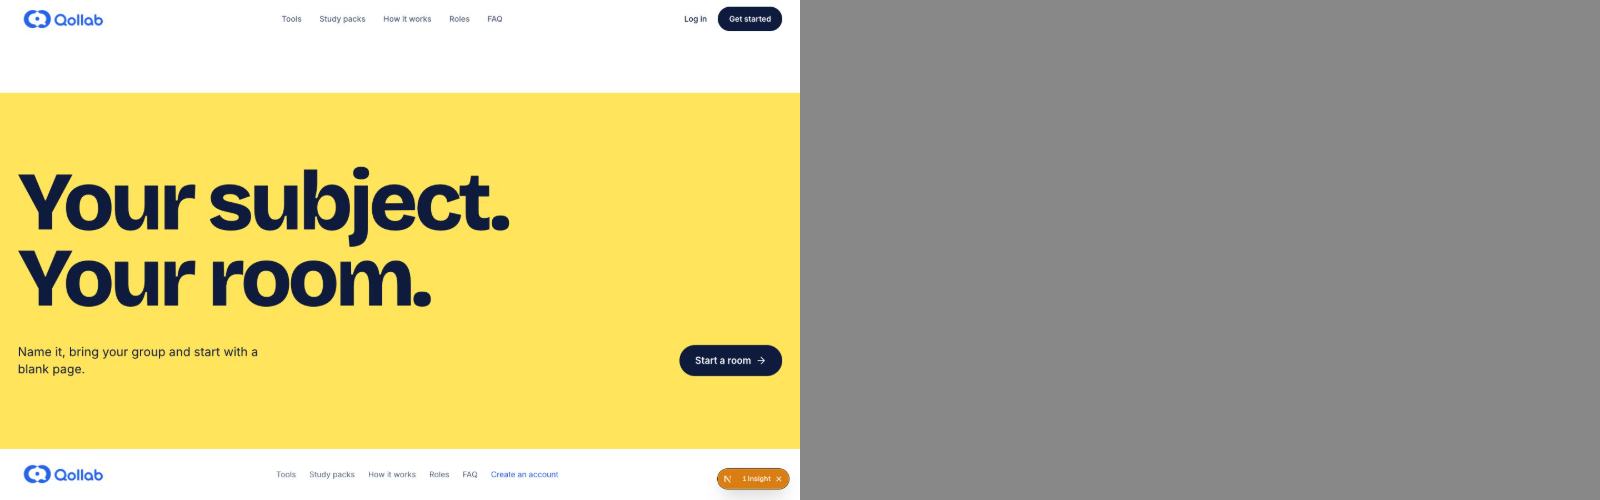 Qollab
Tools Study packs How it works Roles FAQ
Log in Get started
Your subject.
Your room.
Name it, bring your group and start with a
blank page.
Start a room →
Qollab
Tools Study packs How it works Roles FAQ Create an account
N 1 Insight ×